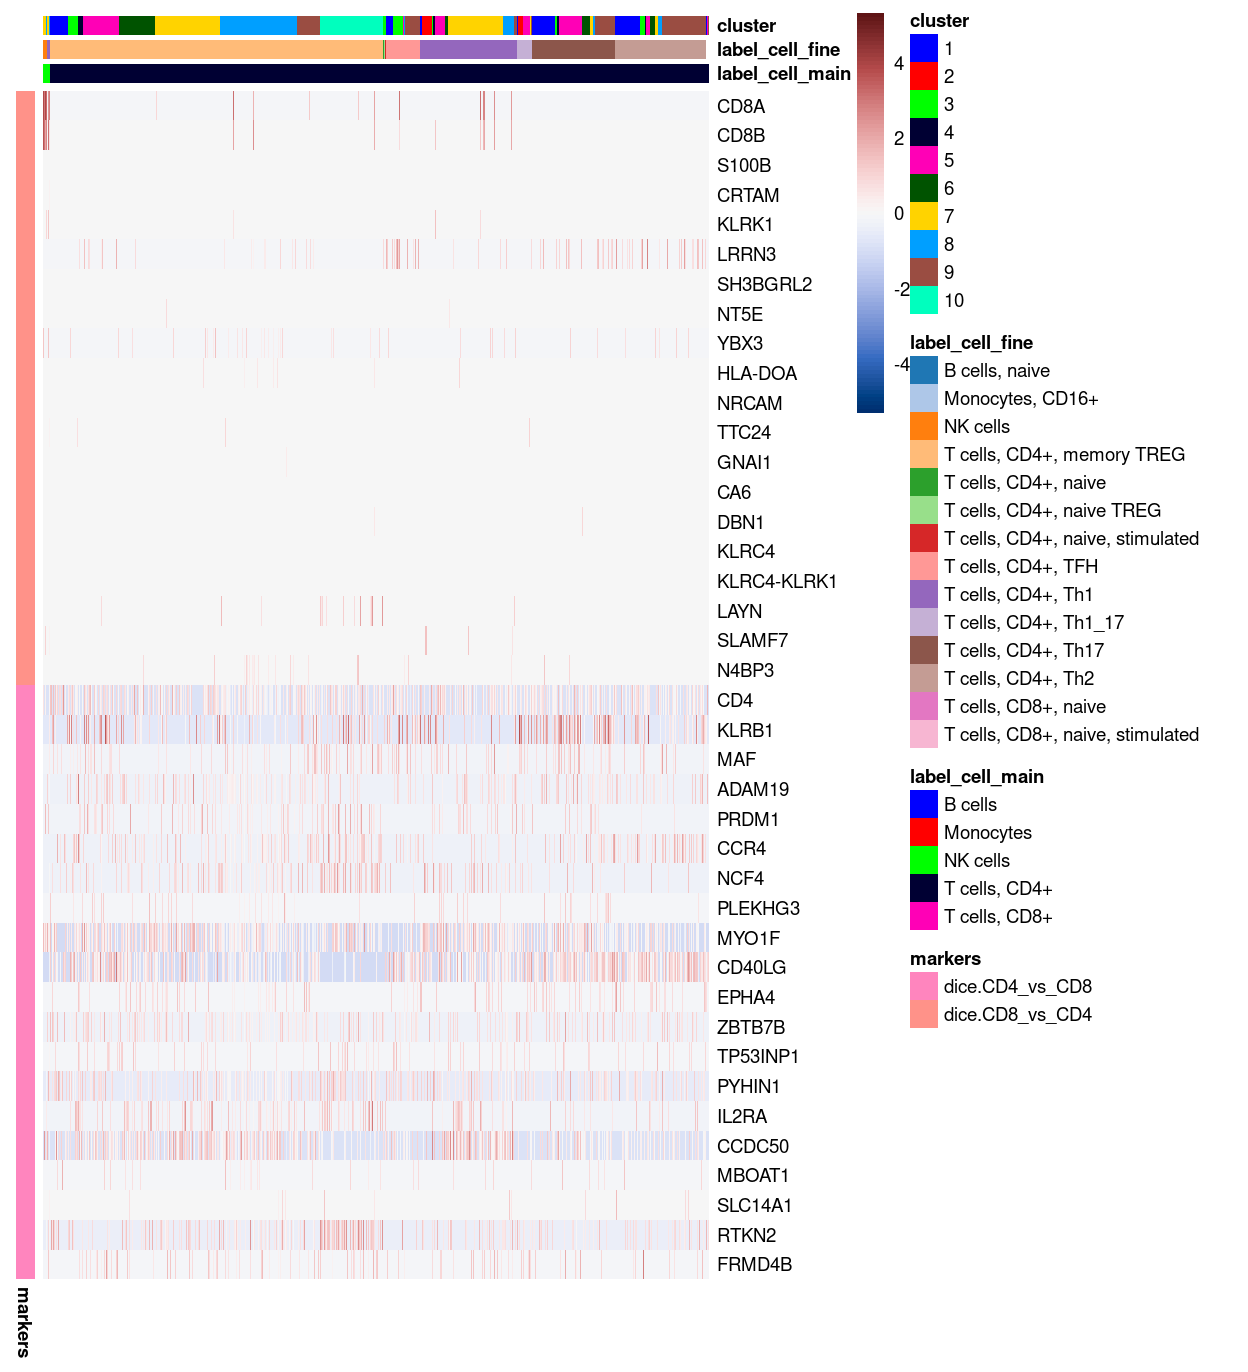 cluster
label_cell_fine
label_cell_main
CD8A
CD8B
S100B
CRTAM
KLRK1
LRRN3
SH3BGRL2
NT5E
YBX3
HLA-DOA
NRCAM
TTC24
GNAI1
CA6
DBN1
KLRC4
KLRC4-KLRK1
LAYN
SLAMF7
N4BP3
CD4
KLRB1
MAF
ADAM19
PRDM1
CCR4
NCF4
PLEKHG3
MYO1F
CD40LG
EPHA4
ZBTB7B
TP53INP1
PYHIN1
IL2RA
CCDC50
MBOAT1
SLC14A1
RTKN2
FRMD4B
markers
4
2
0
-2
-4
cluster
1
2
3
4
5
6
7
8
9
10
label_cell_fine
B cells, naive
Monocytes, CD16+
NK cells
T cells, CD4+, memory TREG
T cells, CD4+, naive
T cells, CD4+, naive TREG
T cells, CD4+, naive, stimulated
T cells, CD4+, TFH
T cells, CD4+, Th1
T cells, CD4+, Th1_17
T cells, CD4+, Th17
T cells, CD4+, Th2
T cells, CD8+, naive
T cells, CD8+, naive, stimulated
label_cell_main
B cells
Monocytes
NK cells
T cells, CD4+
T cells, CD8+
markers
dice.CD4_vs_CD8
dice.CD8_vs_CD4